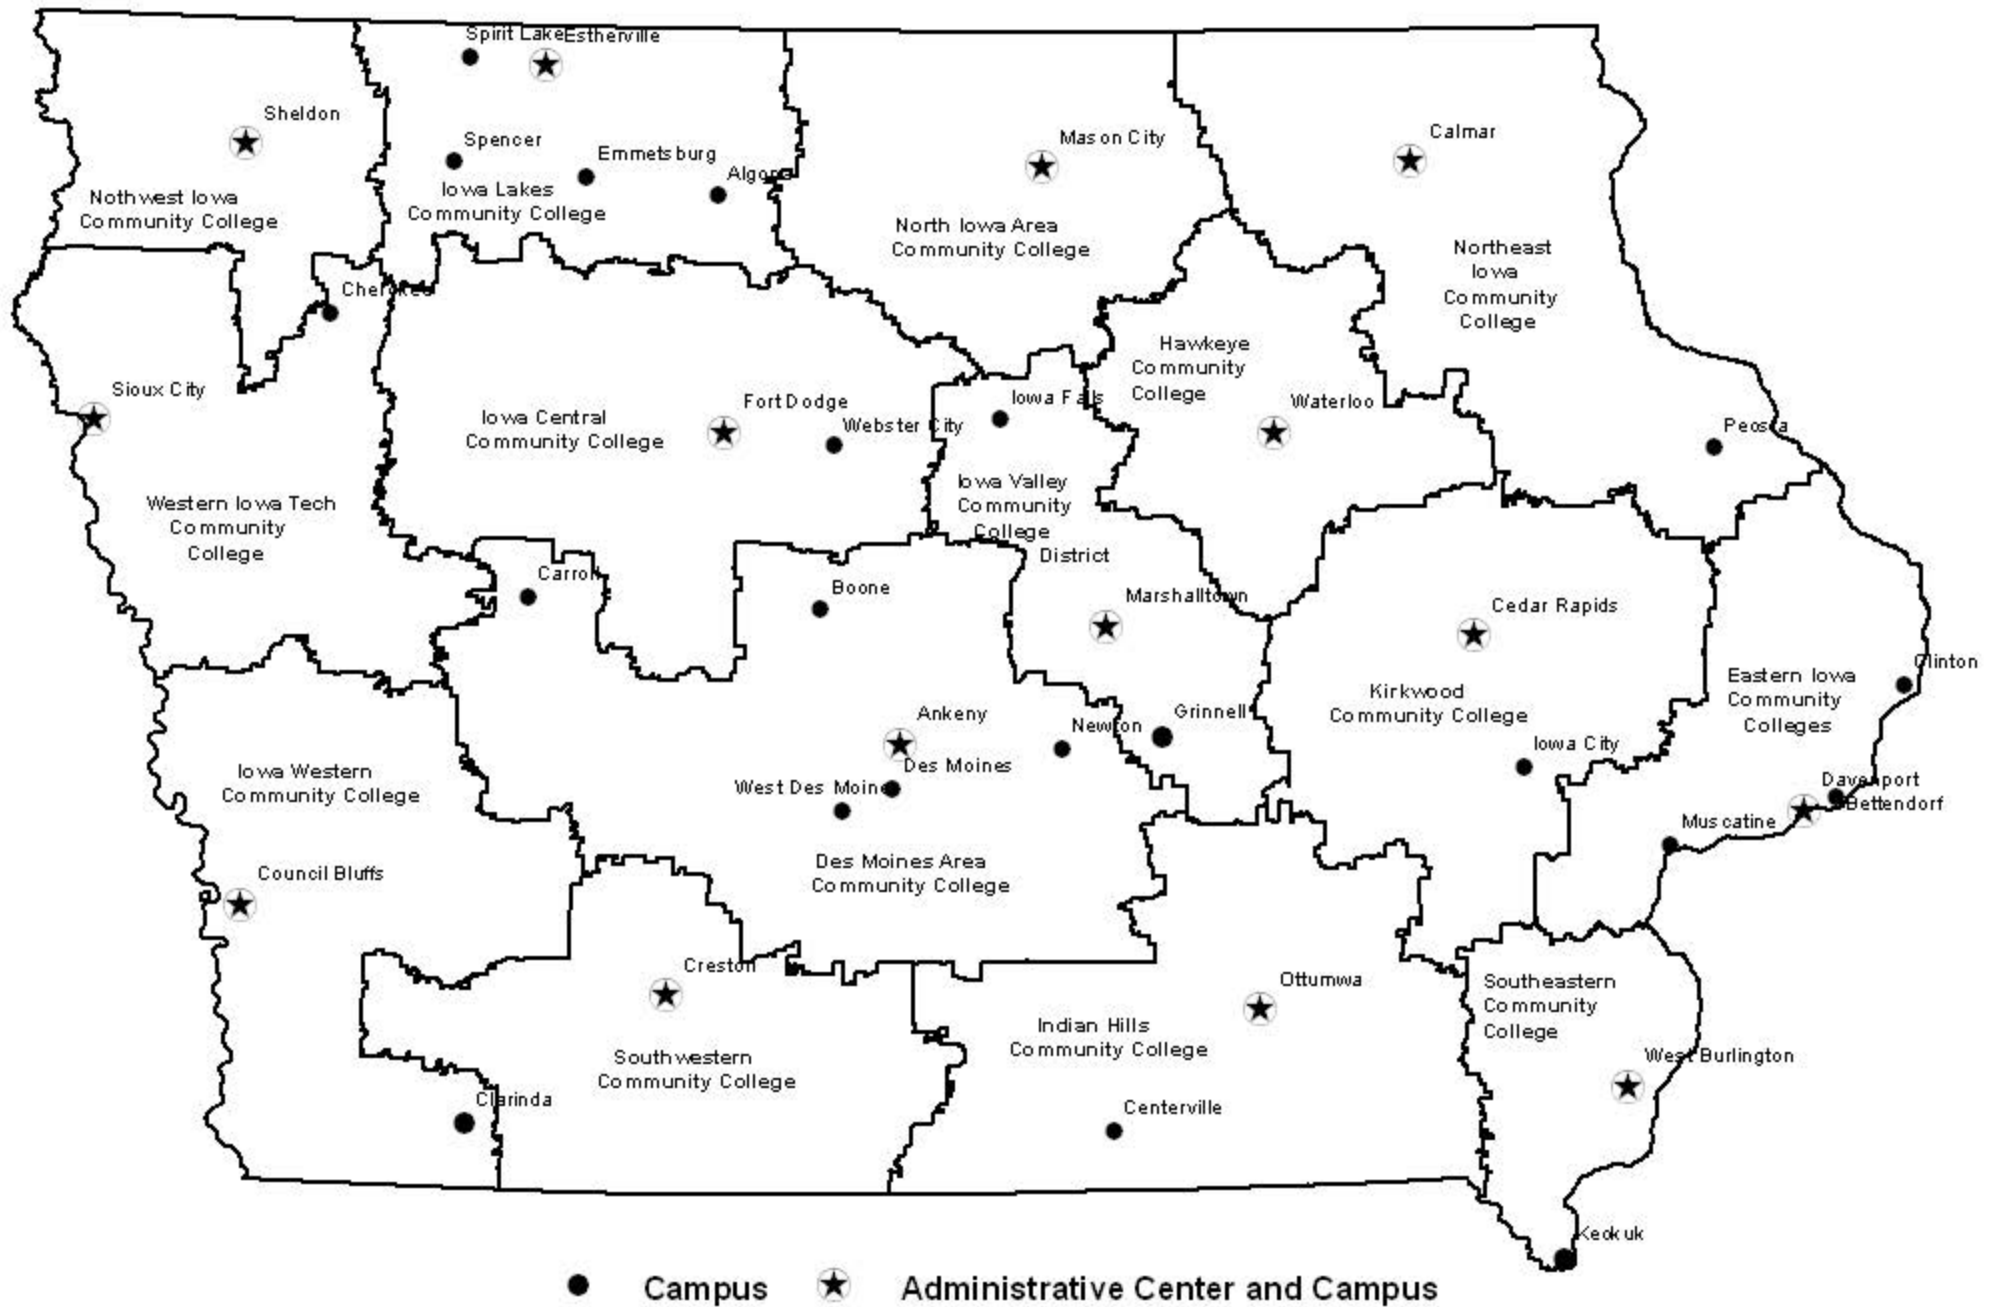 Spirit Lake
Estherville
Sheldon
Spencer
Emmetsburg
Algona
Mason City
Calmar
Nothwest Iowa
Community College
Iowa Lakes
Community College
North Iowa Area
Community College
Northeast
Iowa
Community
College
Cherokee
Hawkeye
Community
College
Sioux City
Iowa Central
Community College
Fort Dodge
Webster City
Iowa Falls
Waterloo
Peosta
Western Iowa Tech
Community
College
Iowa Valley
Community
College
District
Carroll
Boone
Marshalltown
Cedar Rapids
Clinton
Eastern Iowa
Community
Colleges
Kirkwood
Community College
Ankeny
Newton
Grinnell
Iowa City
Des Moines
West Des Moines
Iowa Western
Community College
Davenport
Bettendorf
Muscatine
Des Moines Area
Community College
Council Bluffs
Creston
Ottumwa
Southeastern
Community
College
Indian Hills
Community College
Southwestern
Community College
West Burlington
Clarinda
Centerville
Keokuk
Campus
Administrative Center and Campus